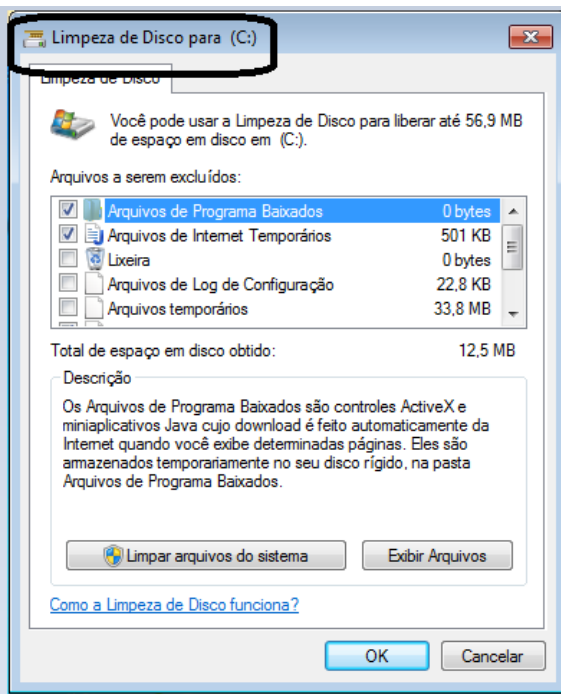 Limpeza de Disco para (C:)
Limpeza de Disco
Você pode usar a Limpeza de Disco para liberar até 56,9 MB
de espaço em disco em (C:).
Arquivos a serem excluídos:
Arquivos de Programa Baixados 0 bytes
Arquivos de Internet Temporários 501 KB
Lixeira 0 bytes
Arquivos de Log de Configuração 22,8 KB
Arquivos temporários 33,8 MB
Total de espaço em disco obtido: 12,5 MB
Descrição
Os Arquivos de Programa Baixados são controles ActiveX e
miniaplicativos Java cujo download é feito automaticamente da
Internet quando você exibe determinadas páginas. Eles são
armazenados temporariamente no seu disco rígido, na pasta
Arquivos de Programa Baixados.
Limpar arquivos do sistema Exibir Arquivos
Como a Limpeza de Disco funciona?
OK Cancelar